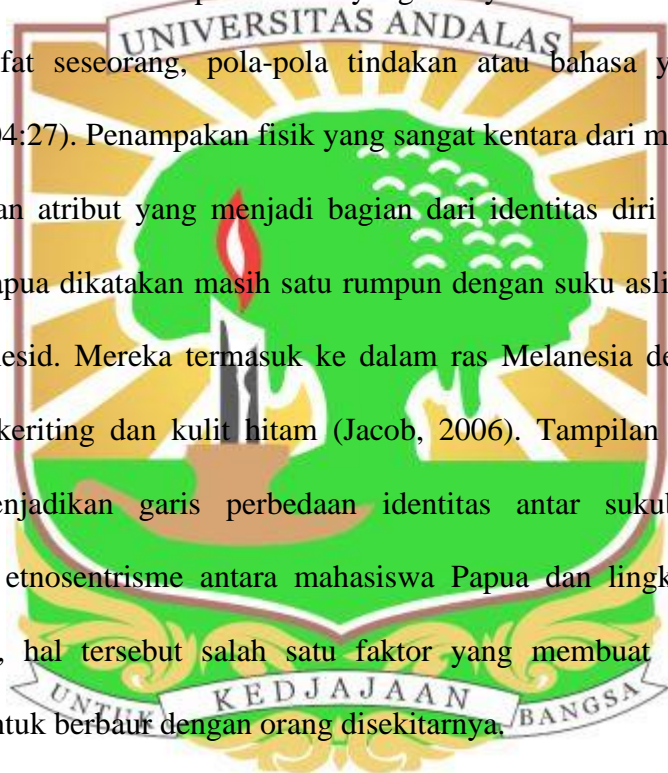 UNIVERSITAS ANDALAS
fat seseorang, pola-pola tindakan atau bahasa y
04:27). Penampakan fisik yang sangat kentara dari m
an atribut yang menjadi bagian dari identitas diri
apua dikatakan masih satu rumpun dengan suku asli
nesid. Mereka termasuk ke dalam ras Melanesia de
keriting dan kulit hitam (Jacob, 2006). Tampilan
enjadikan garis perbedaan identitas antar sukub
etnosentrisme antara mahasiswa Papua dan lingk
, hal tersebut salah satu faktor yang membuat
ntuk berbaur dengan orang disekitarnya.
UNTUK KEDJAJAAN BANGSA